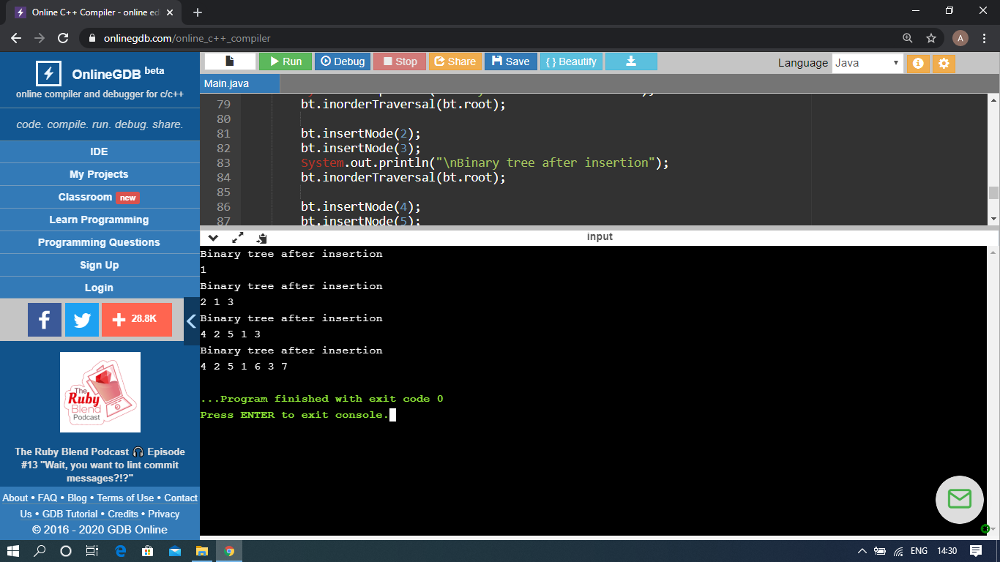 Online C++ Compiler - online ed
onlinegdb.com/online_c++_compiler
A
OnlineGDB beta
online compiler and debugger for c/c++
code. compile. run. debug. share.
IDE
My Projects
Classroom new
Learn Programming
Programming Questions
Sign Up
Login
28.8K
The
Ruby
Blend
Podcast
The Ruby Blend Podcast 🎧 Episode
#13 "Wait, you want to lint commit
messages?!?"
About • FAQ • Blog • Terms of Use • Contact
Us • GDB Tutorial • Credits • Privacy
© 2016 - 2020 GDB Online
Run Debug Stop Share Save { } Beautify Language Java
Main.java
79 bt.inorderTraversal(bt.root);
80
81 bt.insertNode(2);
82 bt.insertNode(3);
83 System.out.println("\nBinary tree after insertion");
84 bt.inorderTraversal(bt.root);
85
86 bt.insertNode(4);
87 bt.insertNode(5);
input
Binary tree after insertion
1
Binary tree after insertion
2 1 3
Binary tree after insertion
4 2 5 1 3
Binary tree after insertion
4 2 5 1 6 3 7
...Program finished with exit code 0
Press ENTER to exit console.
ENG 14:30